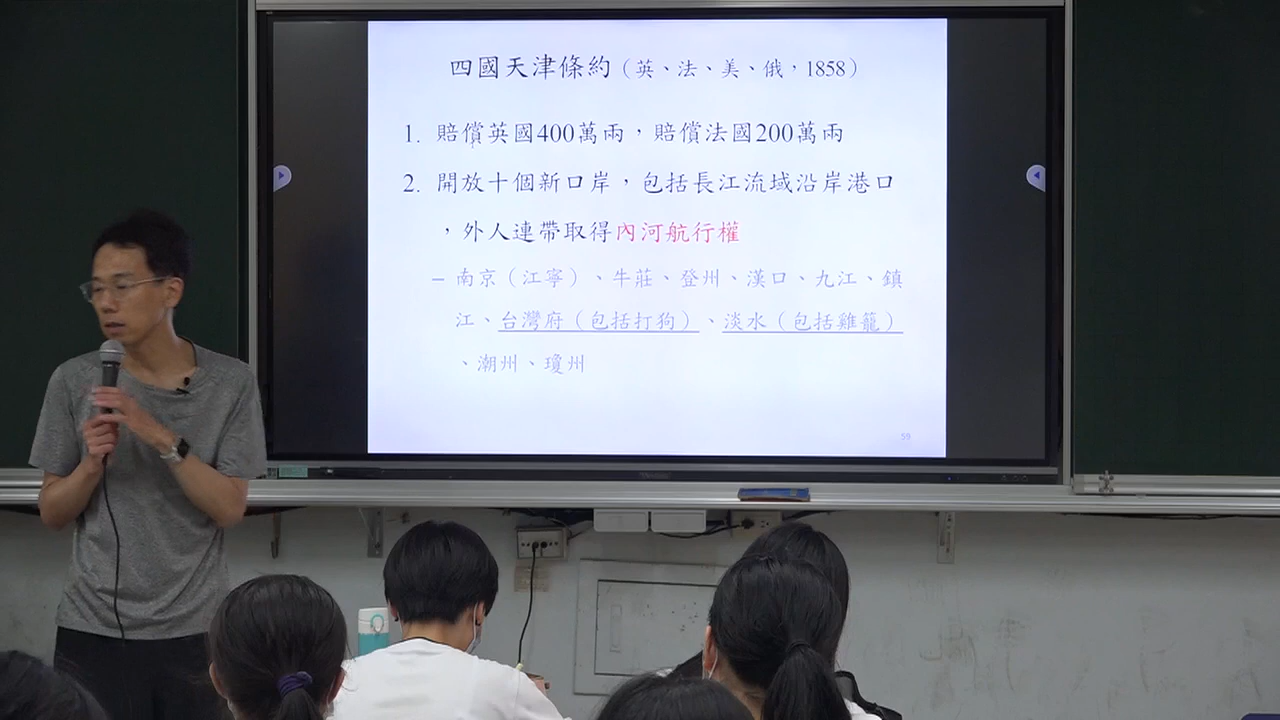 四國天津條約（英、法、美、俄，1858）
1. 賠償英國400萬兩，賠償法國200萬兩
2. 開放十個新口岸，包括長江流域沿岸港口
，外人連帶取得內河航行權
– 南京（江寧）、牛莊、登州、漢口、九江、鎮
江、台灣府（包括打狗）、淡水（包括雞籠）
、潮州、瓊州
59